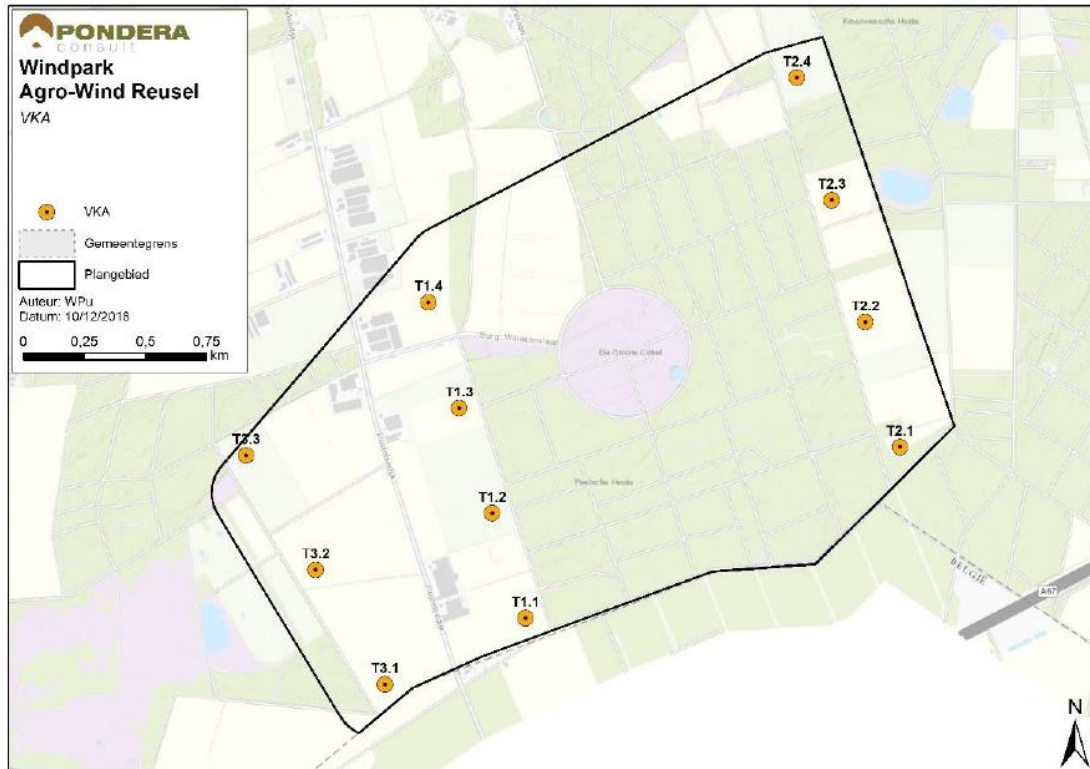 PONDERA
consult
Windpark
Agro-Wind Reusel
VKA
VKA
Gemeentegrens
Plangebied
Auteur: WPu
Datum: 10/12/2018
0 0,25 0,5 0,75
km
T2.4
T2.3
T1.4
T2.2
T1.3
T2.1
T3.3
T1.2
T3.2
T1.1
T3.1
BELGIË
A67
N